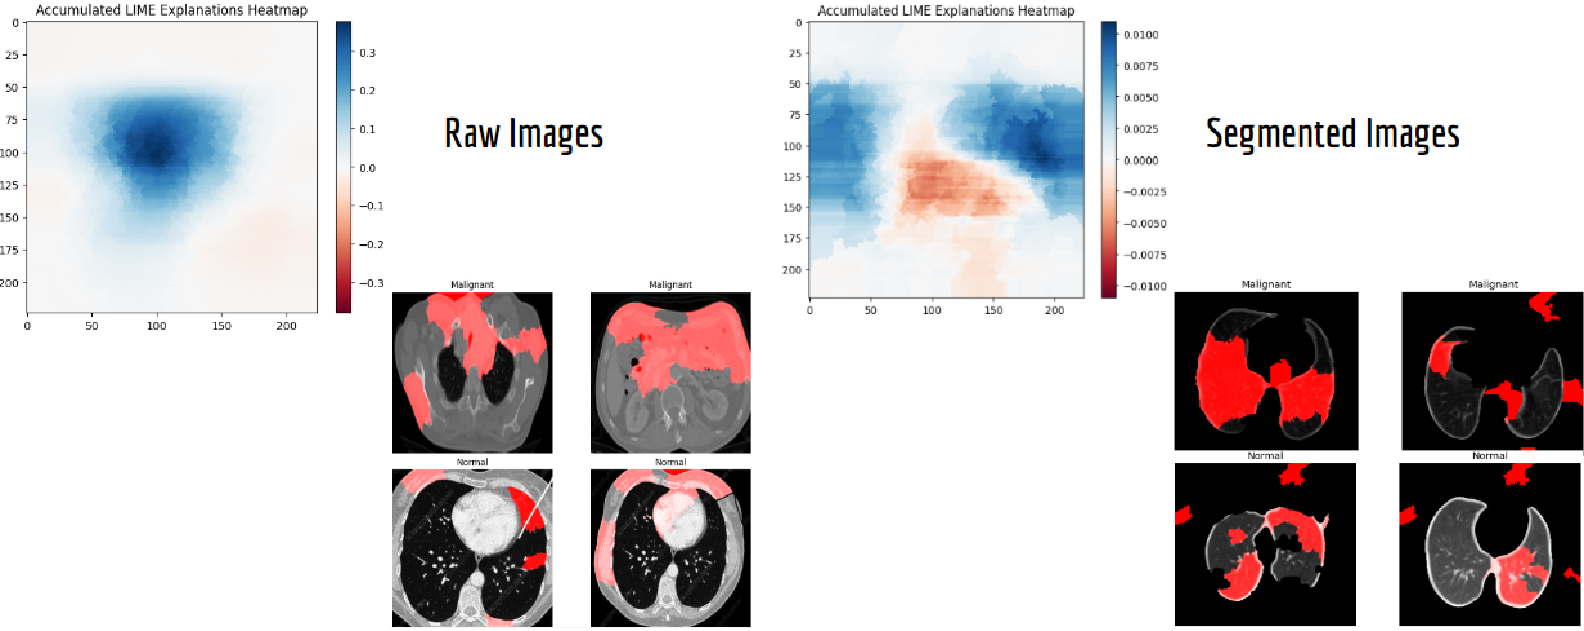 Accumulated LIME Explanations Heatmap
0
25
50
75
100
125
150
175
200
0 50 100 150 200
0.3
0.2
0.1
0.0
−0.1
−0.2
−0.3
Raw Images
Malignant
Malignant
Normal
Normal
Accumulated LIME Explanations Heatmap
0
25
50
75
100
125
150
175
200
0 50 100 150 200
0.0100
0.0075
0.0050
0.0025
0.0000
−0.0025
−0.0050
−0.0075
−0.0100
Segmented Images
Malignant
Malignant
Normal
Normal